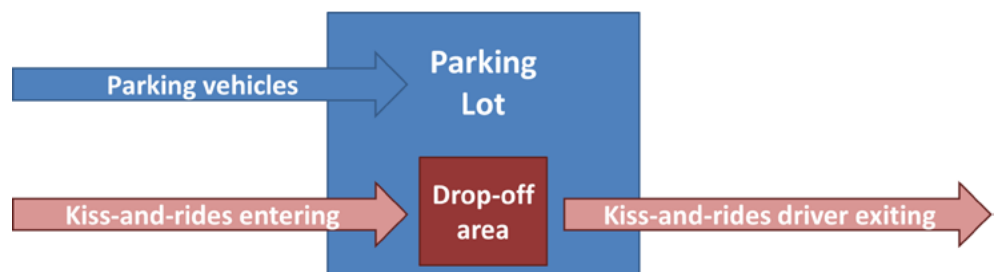 Parking vehicles
Parking
Lot
Kiss-and-rides entering
Drop-off
area
Kiss-and-rides driver exiting